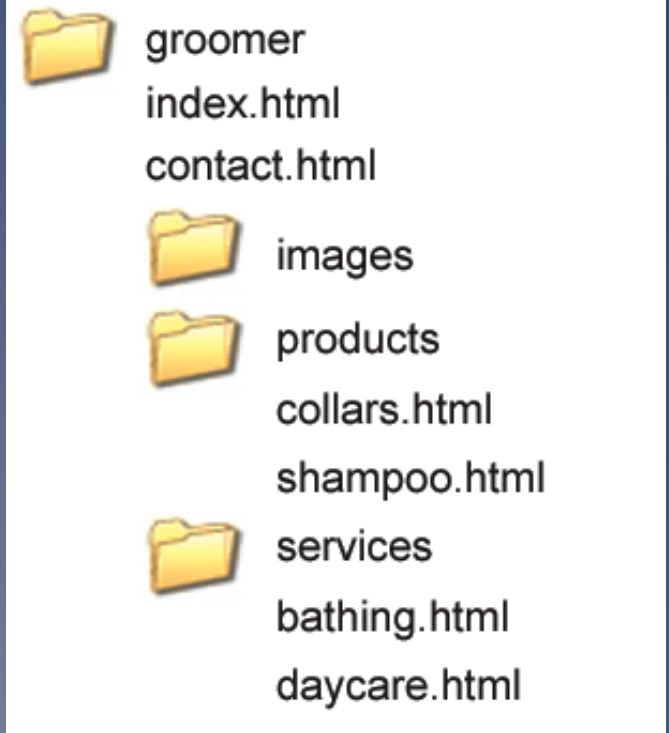 groomer
index.html
contact.html
images
products
collars.html
shampoo.html
services
bathing.html
daycare.html